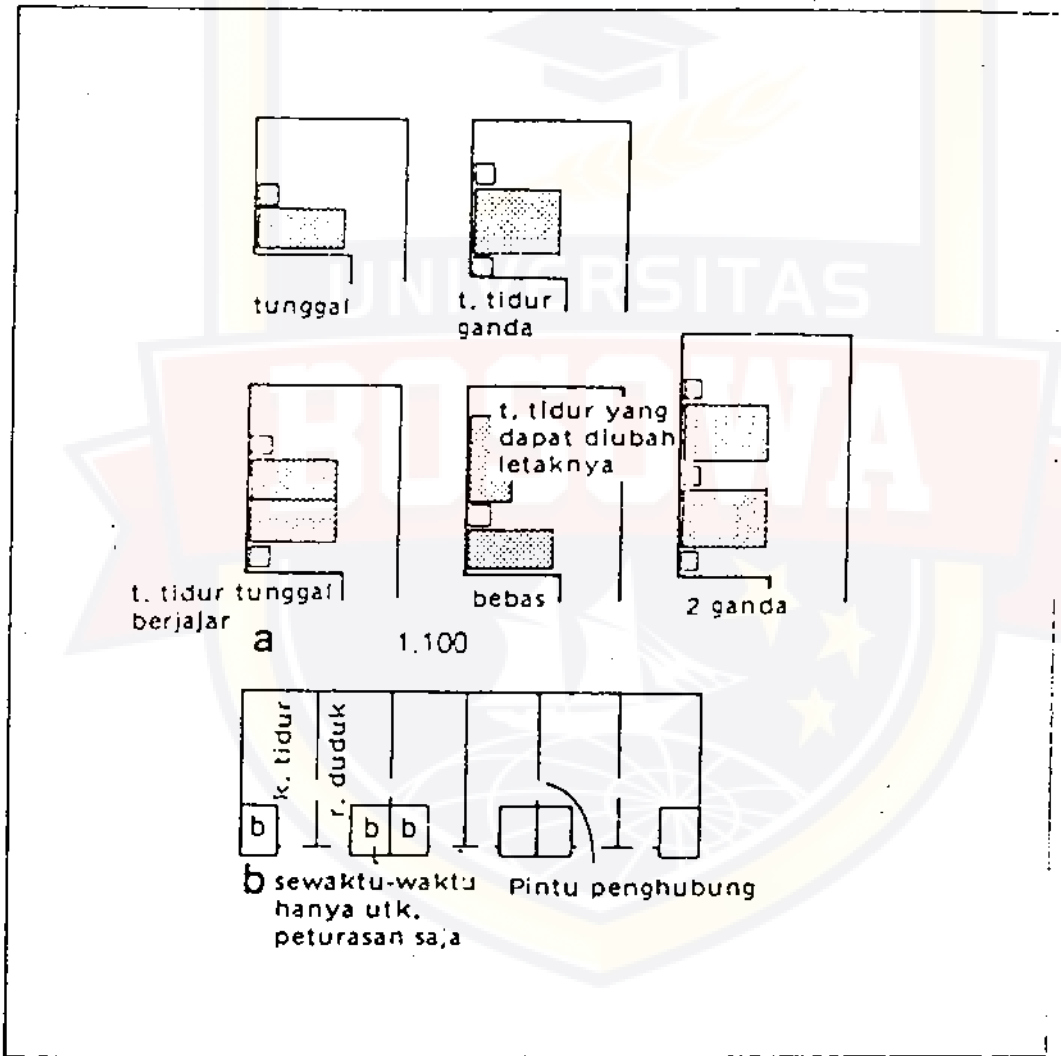 UNIVERSITAS
BOSOWA
tunggal
t. tidur
ganda
t. tidur yang
dapat diubah
letaknya
t. tidur tunggal
berjajar
bebas
2 ganda
a
1.100
k. tidur
r. duduk
b
b
b
b
sewaktu-waktu
hanya utk.
peturasan saja
Pintu penghubung